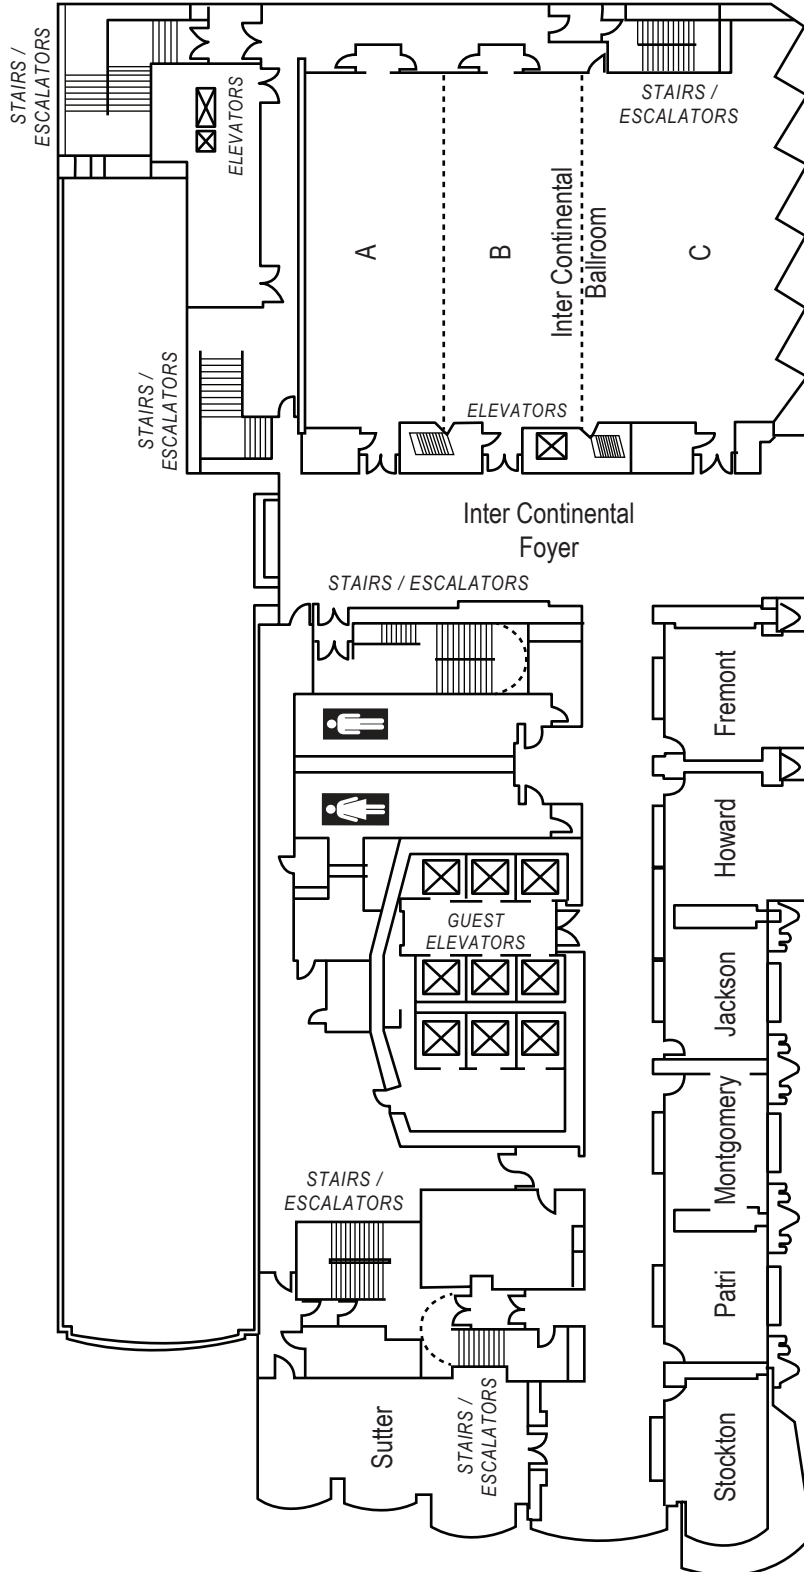 STAIRS /
ESCALATORS
ELEVATORS
STAIRS /
ESCALATORS
A
B
Inter Continental
Ballroom
C
STAIRS /
ESCALATORS
ELEVATORS
Inter Continental
Foyer
STAIRS / ESCALATORS
Fremont
Howard
GUEST
ELEVATORS
Jackson
Montgomery
STAIRS /
ESCALATORS
Patri
Sutter
STAIRS /
ESCALATORS
Stockton